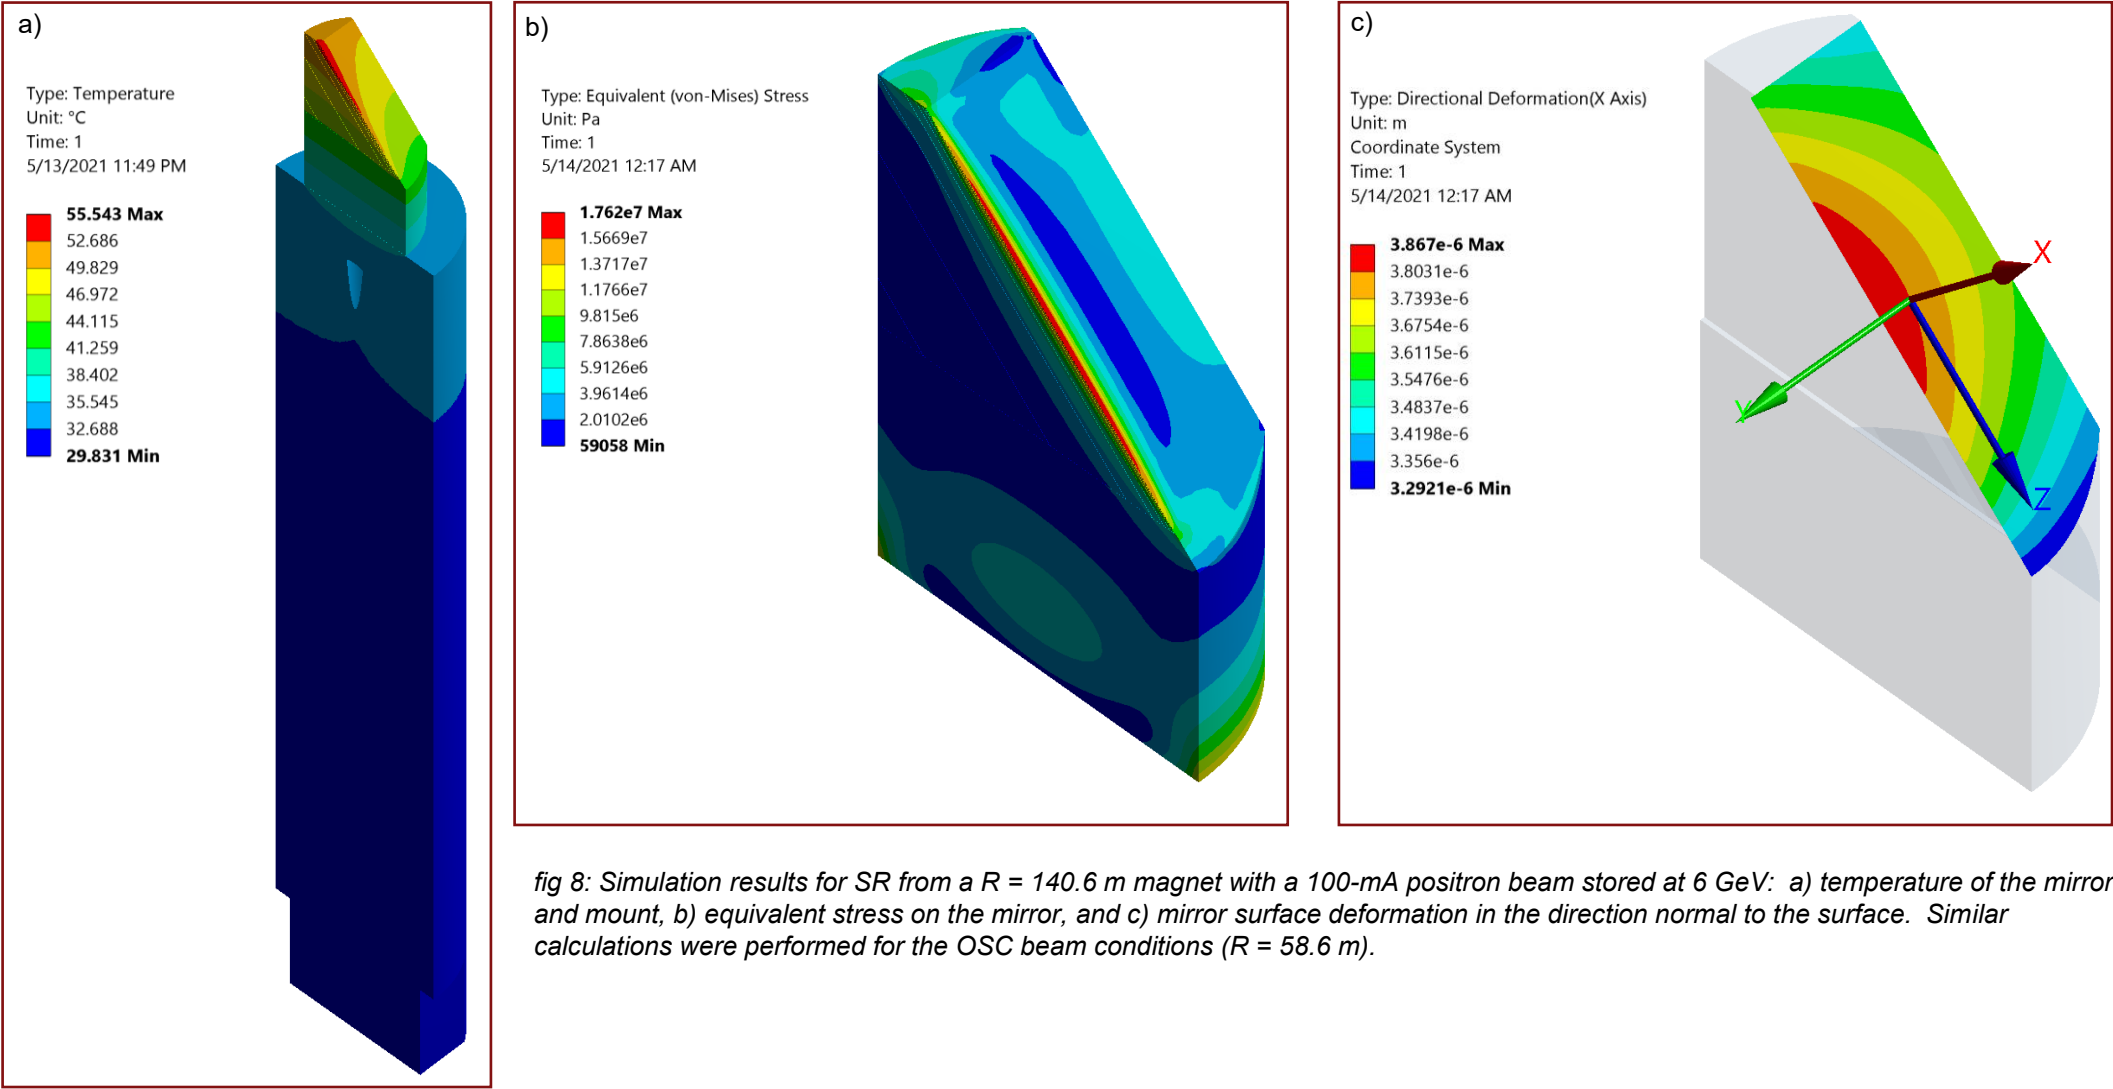 a)
Type: Temperature
Unit: °C
Time: 1
5/13/2021 11:49 PM
55.543 Max
52.686
49.829
46.972
44.115
41.259
38.402
35.545
32.688
29.831 Min
b)
Type: Equivalent (von-Mises) Stress
Unit: Pa
Time: 1
5/14/2021 12:17 AM
1.762e7 Max
1.5669e7
1.3717e7
1.1766e7
9.815e6
7.8638e6
5.9126e6
3.9614e6
2.0102e6
59058 Min
c)
Type: Directional Deformation(X Axis)
Unit: m
Coordinate System
Time: 1
5/14/2021 12:17 AM
3.867e-6 Max
3.8031e-6
3.7393e-6
3.6754e-6
3.6115e-6
3.5476e-6
3.4837e-6
3.4198e-6
3.356e-6
3.2921e-6 Min
X
Y
Z
fig 8: Simulation results for SR from a R = 140.6 m magnet with a 100-mA positron beam stored at 6 GeV: a) temperature of the mirror
and mount, b) equivalent stress on the mirror, and c) mirror surface deformation in the direction normal to the surface. Similar
calculations were performed for the OSC beam conditions (R = 58.6 m).